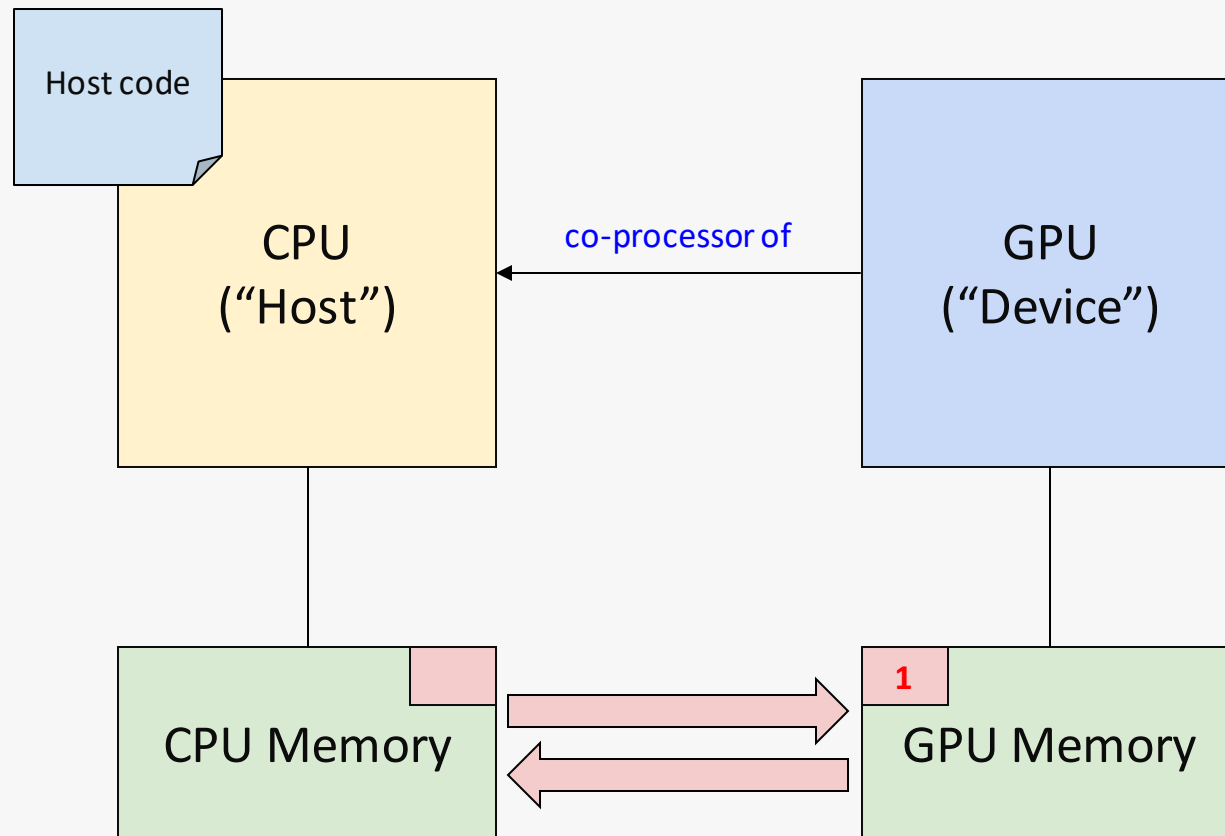 Host code
CPU
(“Host”)
co-processor of
GPU
(“Device”)
1
CPU Memory
GPU Memory